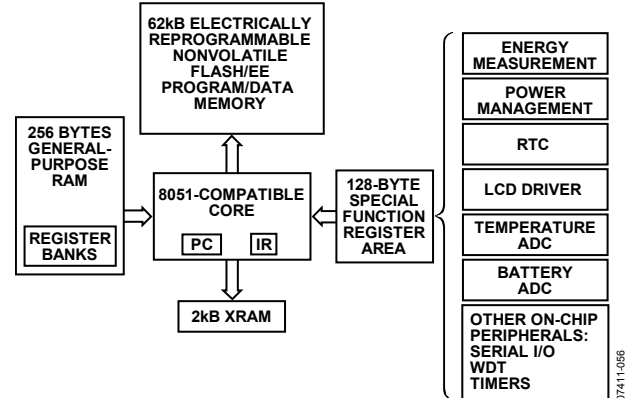 62kB ELECTRICALLY
REPROGRAMMABLE
NONVOLATILE
FLASH/EE
PROGRAM/DATA
MEMORY
256 BYTES
GENERAL-
PURPOSE
RAM
REGISTER
BANKS
8051-COMPATIBLE
CORE
PC
IR
2kB XRAM
128-BYTE
SPECIAL
FUNCTION
REGISTER
AREA
ENERGY
MEASUREMENT
POWER
MANAGEMENT
RTC
LCD DRIVER
TEMPERATURE
ADC
BATTERY
ADC
OTHER ON-CHIP
PERIPHERALS:
SERIAL I/O
WDT
TIMERS
07411-056